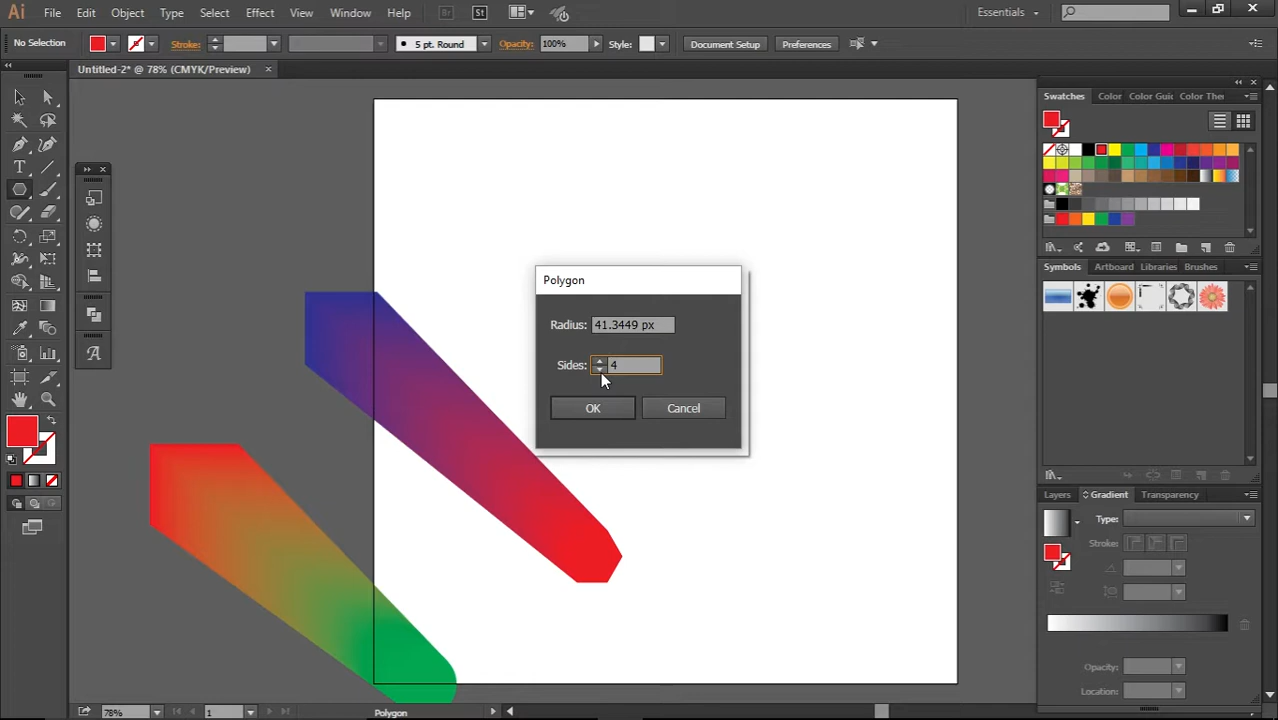 Ai File Edit Object Type Select Effect View Window Help Br St Essentials
No Selection Stroke: 5 pt. Round Opacity: 100% Style: Document Setup Preferences
Untitled-2* @ 78% (CMYK/Preview)
Swatches Color Color Guid Color The
Polygon
Radius: 41.3449 px
Sides: 4
OK Cancel
Symbols Artboard Libraries Brushes
Layers Gradient Transparency
Type:
Stroke:
Opacity:
Location:
78% 1 Polygon